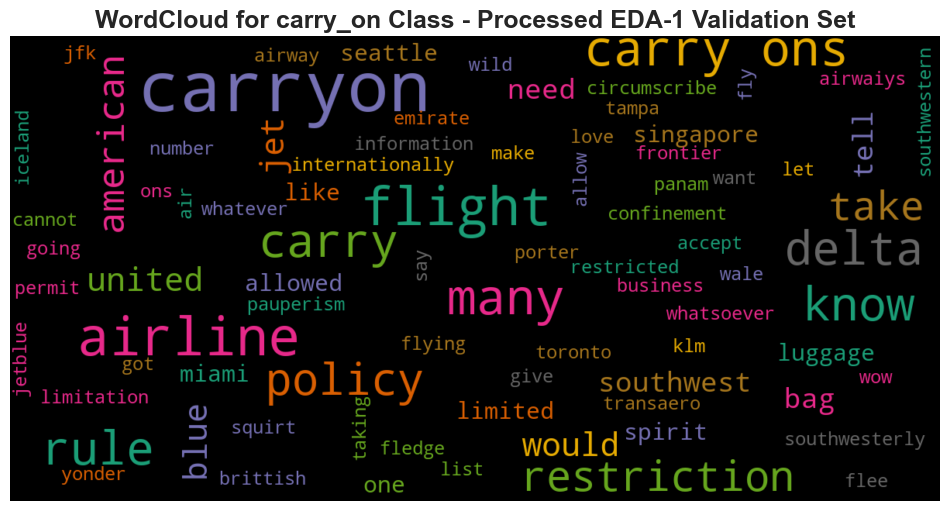 WordCloud for carry_on Class - Processed EDA-1 Validation Set
jfk
airway
seattle
carry ons
wild
american
carryon
need
circumscribe
fly
airwaiys
southwestern
iceland
tampa
emirate
jet
number
information
make
love
singapore
tell
internationally
frontier
allow
let
ons
air
like
panam
want
whatever
flight
confinement
take
cannot
going
carry
say
porter
accept
delta
restricted
wale
permit
united
allowed
many
business
know
pauperism
whatsoever
airline
jetblue
got
flying
toronto
klm
luggage
miami
policy
give
southwest
wow
limitation
limited
transaero
bag
blue
squirt
taking
rule
fledge
would
spirit
southwesterly
yonder
brittish
list
one
restriction
flee